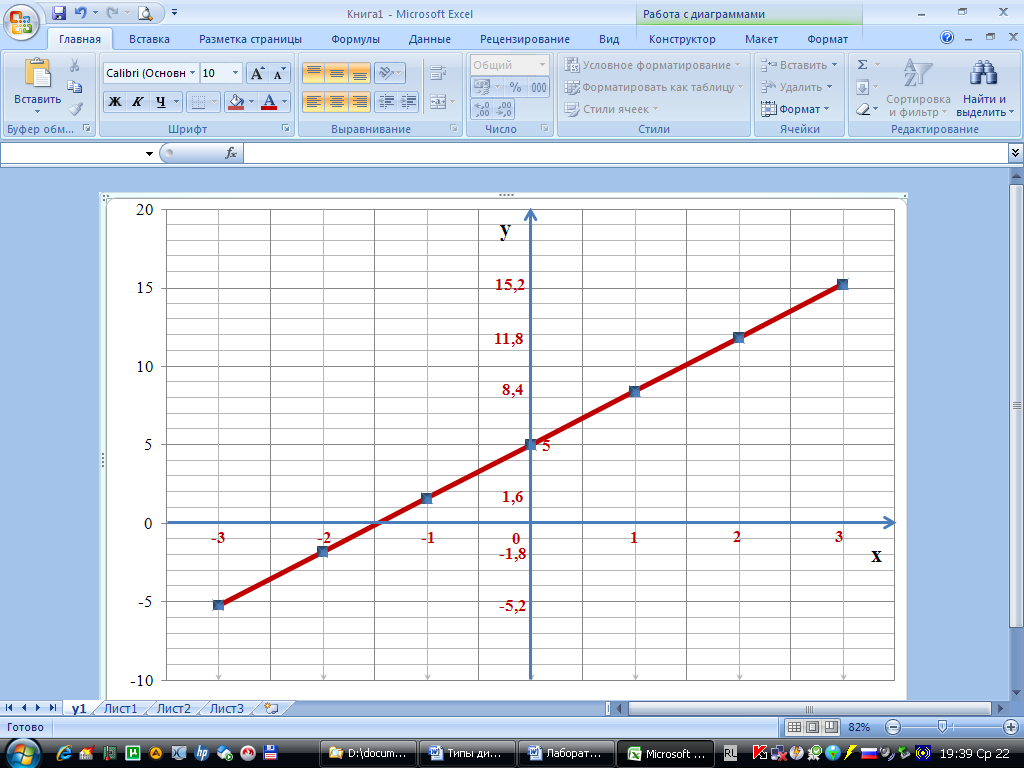 Книга1 - Microsoft Excel
Работа с диаграммами
Главная Вставка Разметка страницы Формулы Данные Рецензирование Вид Конструктор Макет Формат
Вставить
Буфер обм...
Calibri (Основн 10
Ж К Ч
Шрифт
Выравнивание
Общий
% 000
Число
Условное форматирование
Форматировать как таблицу
Стили ячеек
Стили
Вставить
Удалить
Формат
Ячейки
Сортировка и фильтр
Найти и выделить
Редактирование
fx
20
y
15
15,2
11,8
10
8,4
5
5
1,6
0
-3 -2 -1 0 1 2 3
-1,8
x
-5
-5,2
-10
y1 Лист1 Лист2 Лист3
Готово
82%
D:\docum...
Типы ди...
Лаборат...
Microsoft ...
RL
19:39 Ср 22